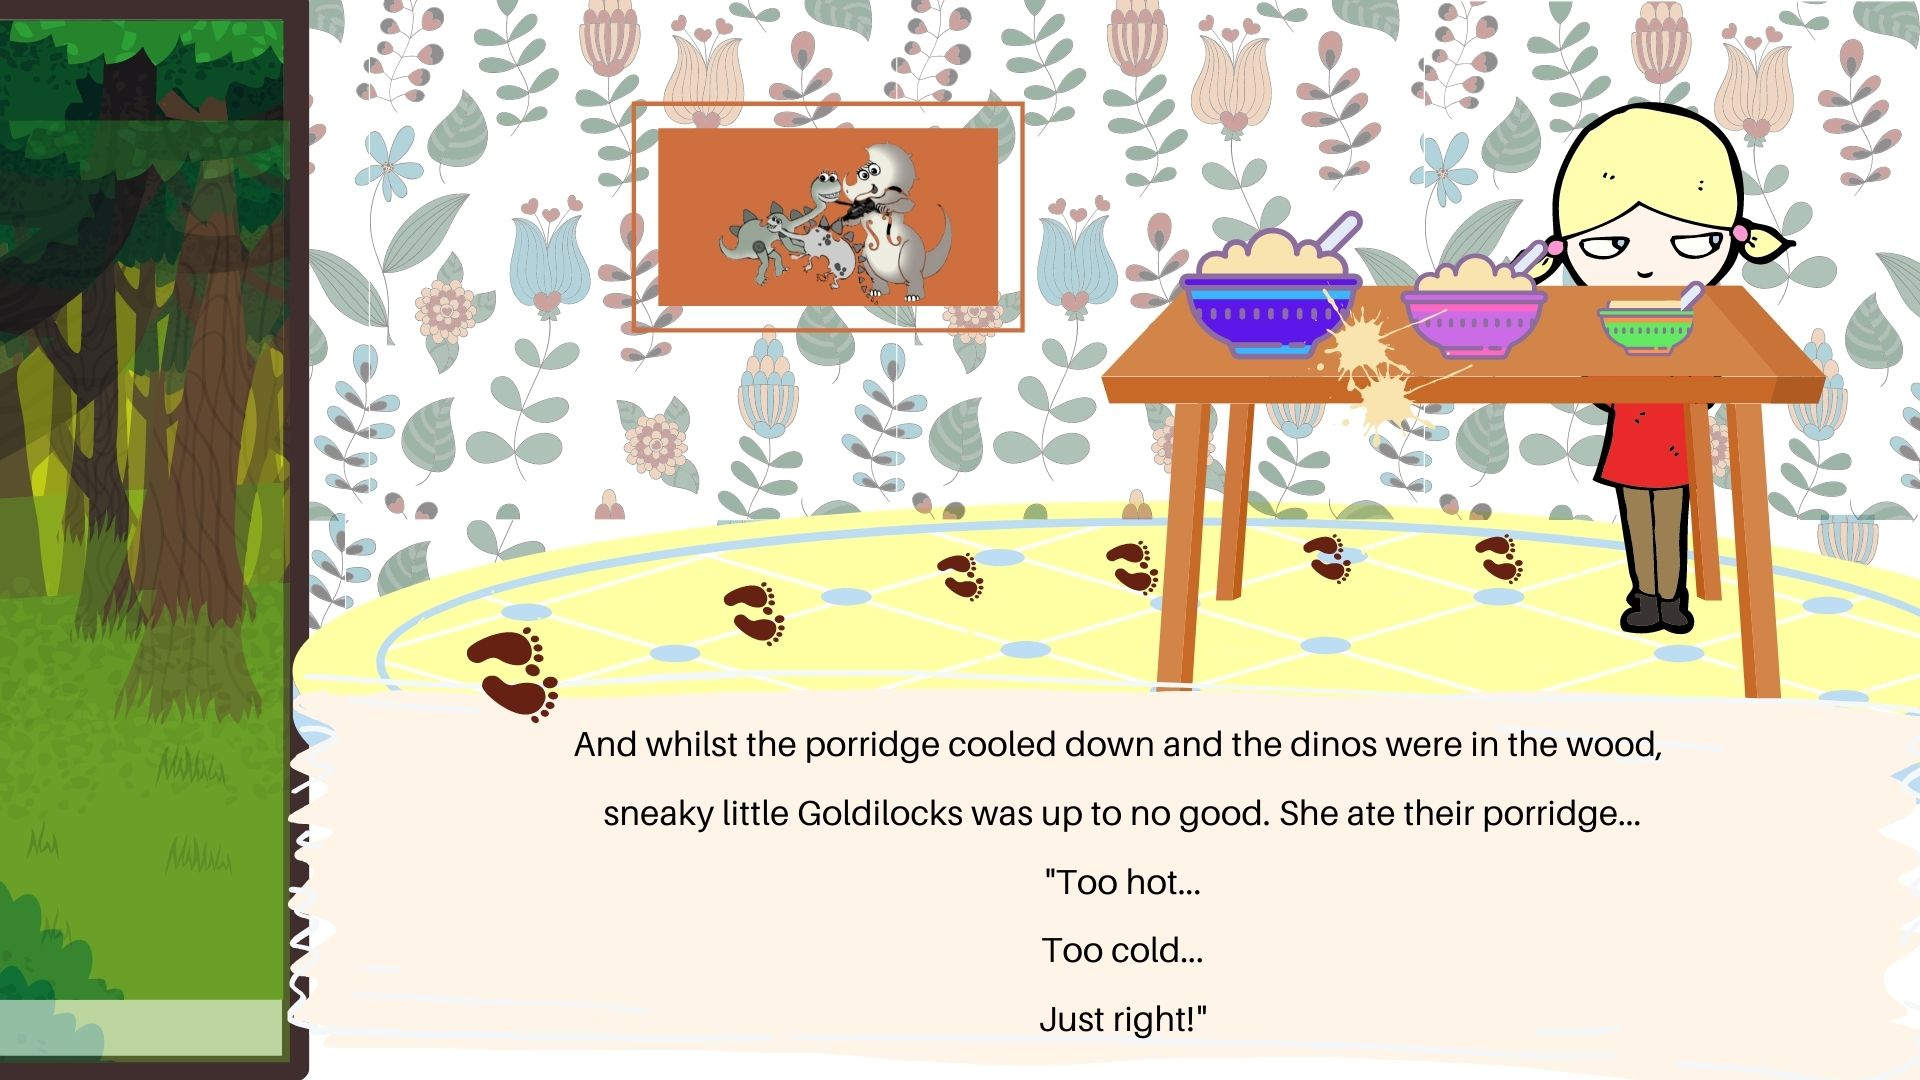 And whilst the porridge cooled down and the dinos were in the wood,
sneaky little Goldilocks was up to no good. She ate their porridge...
"Too hot...
Too cold...
Just right!"